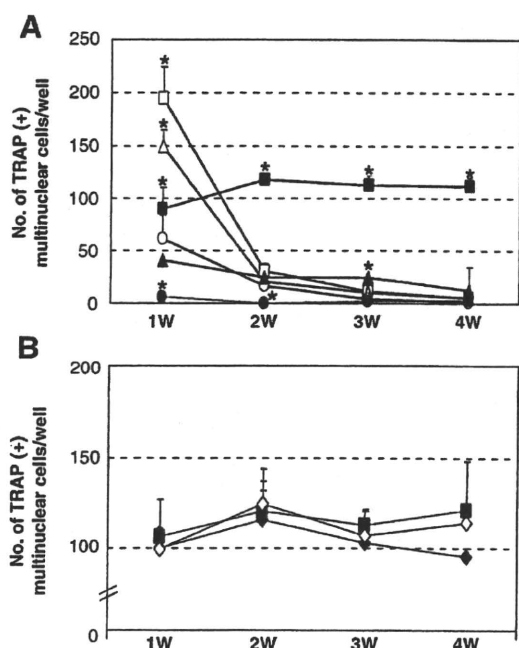 A
250
200
150
100
50
0
No. of TRAP (+)
multinuclear cells/well
* * * * * * * * *
1W 2W 3W 4W
B
200
150
100
0
No. of TRAP (+)
multinuclear cells/well
1W 2W 3W 4W